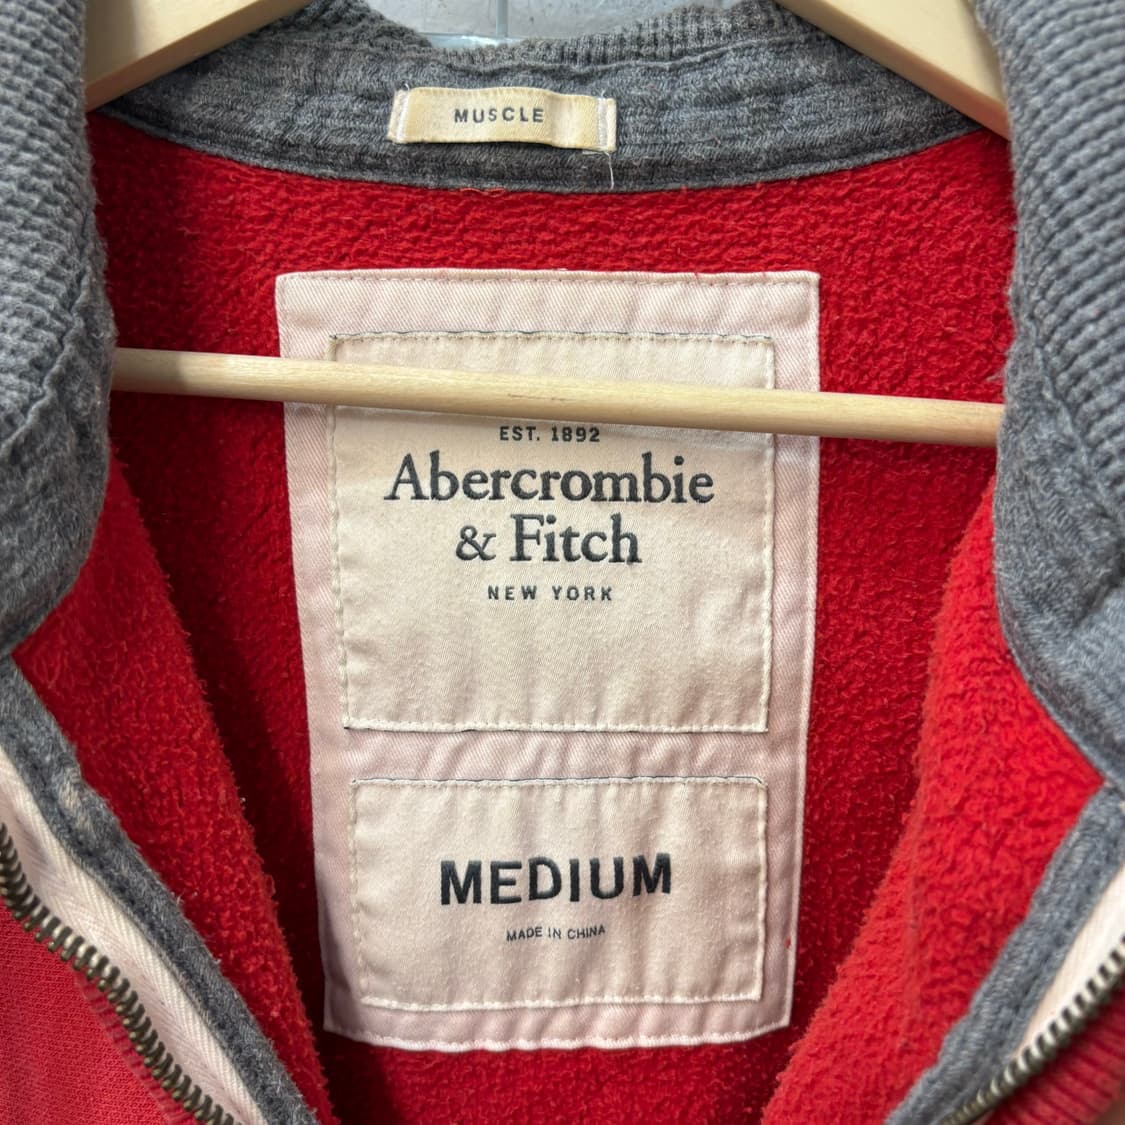 MUSCLE
EST. 1892
Abercrombie
& Fitch
NEW YORK
MEDIUM
MADE IN CHINA